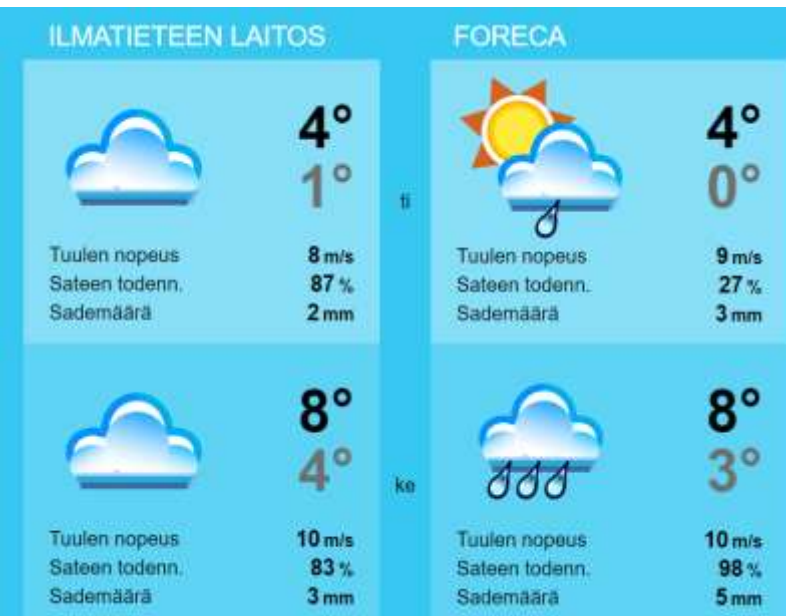 ILMATIETEEN LAITOS
FORECA
4°
1°
Tuulen nopeus 8 m/s
Sateen todenn. 87 %
Sademäärä 2 mm
ti
4°
0°
Tuulen nopeus 9 m/s
Sateen todenn. 27 %
Sademäärä 3 mm
8°
4°
Tuulen nopeus 10 m/s
Sateen todenn. 83 %
Sademäärä 3 mm
ke
8°
3°
Tuulen nopeus 10 m/s
Sateen todenn. 98 %
Sademäärä 5 mm